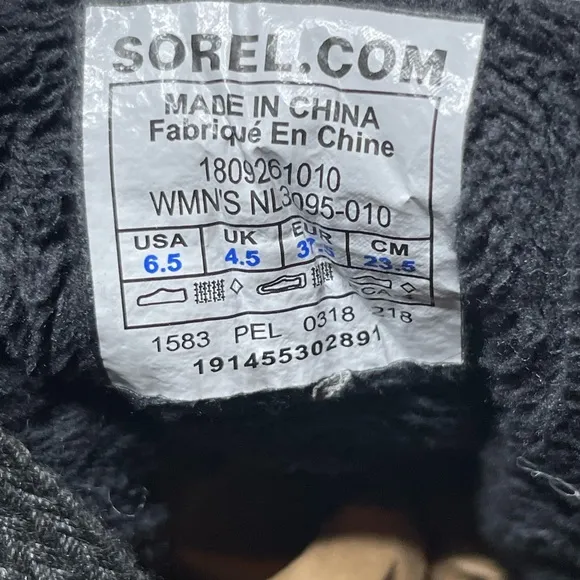 SOREL.COM
MADE IN CHINA
Fabriqué En Chine
1809261010
WMN'S NL3095-010
USA UK EUR CM
6.5 4.5 23.5
1583 PEL 0318 218
191455302891